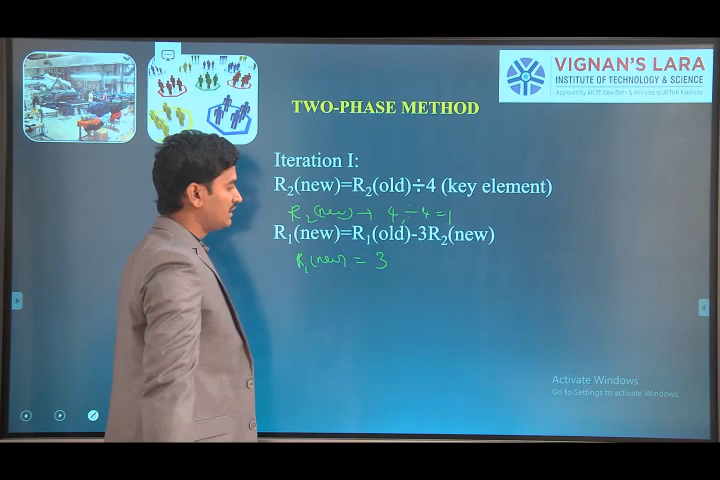 VIGNAN'S LARA
INSTITUTE OF TECHNOLOGY & SCIENCE
Approved by AICTE New Delhi & Affiliated to JNTUK Kakinada
TWO-PHASE METHOD
Iteration I:
R₂(new)=R₂(old)÷4 (key element)
R₂(new) → 4 ÷ 4 = 1
R₁(new)=R₁(old)-3R₂(new)
R₁(new) = 3
Activate Windows
Go to Settings to activate Windows.